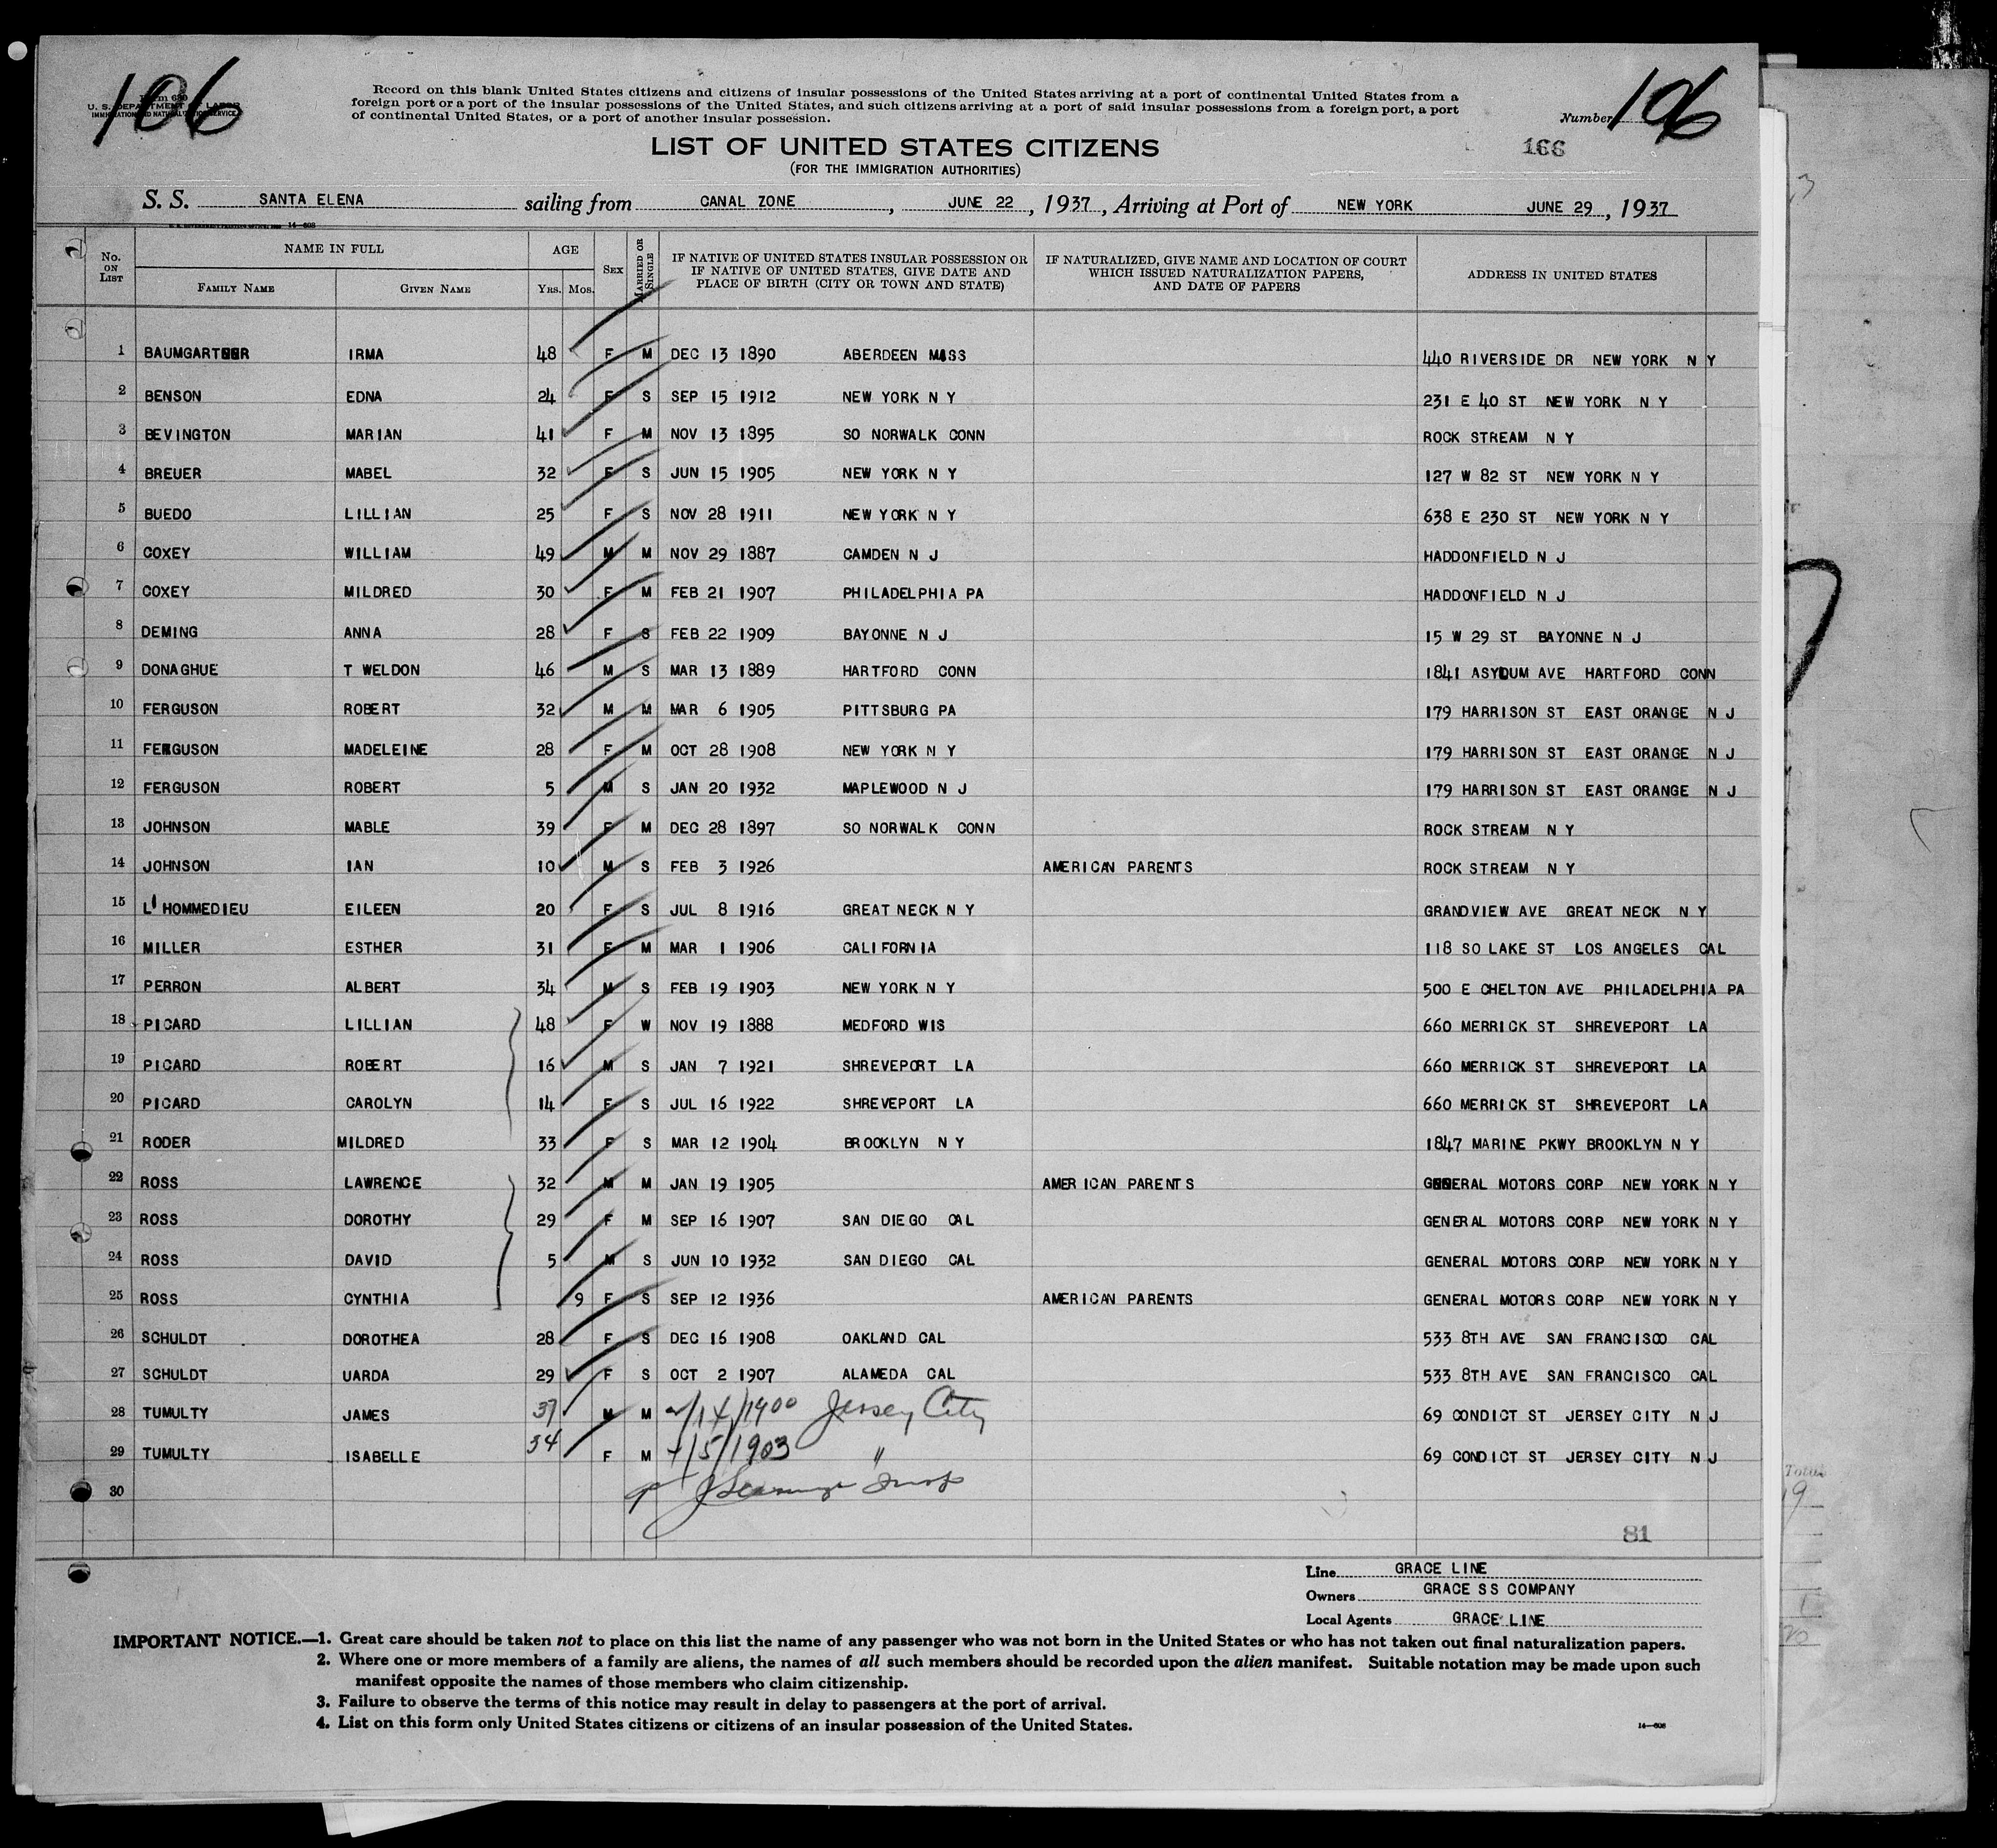 106
106
Form 630
U. S. DEPARTMENT OF LABOR
IMMIGRATION AND NATURALIZATION SERVICE
Record on this blank United States citizens and citizens of insular possessions of the United States arriving at a port of continental United States from a
foreign port or a port of the insular possessions of the United States, and such citizens arriving at a port of said insular possessions from a foreign port, a port
of continental United States, or a port of another insular possession.
Number
166
LIST OF UNITED STATES CITIZENS
(FOR THE IMMIGRATION AUTHORITIES)
S. S. SANTA ELENA sailing from CANAL ZONE, JUNE 22, 1937, Arriving at Port of NEW YORK JUNE 29, 1937
14-608
No. ON LIST NAME IN FULL FAMILY NAME GIVEN NAME AGE YRS. MOS. SEX MARRIED OR SINGLE IF NATIVE OF UNITED STATES INSULAR POSSESSION OR IF NATIVE OF UNITED STATES, GIVE DATE AND PLACE OF BIRTH (CITY OR TOWN AND STATE) IF NATURALIZED, GIVE NAME AND LOCATION OF COURT WHICH ISSUED NATURALIZATION PAPERS, AND DATE OF PAPERS ADDRESS IN UNITED STATES
1 BAUMGARTNER IRMA 48 F M DEC 13 1890 ABERDEEN MISS 440 RIVERSIDE DR NEW YORK N Y
2 BENSON EDNA 24 F S SEP 15 1912 NEW YORK N Y 231 E 40 ST NEW YORK N Y
3 BEVINGTON MARIAN 41 F M NOV 13 1895 SO NORWALK CONN ROCK STREAM N Y
4 BREUER MABEL 32 F S JUN 15 1905 NEW YORK N Y 127 W 82 ST NEW YORK N Y
5 BUEDO LILLIAN 25 F S NOV 28 1911 NEW YORK N Y 638 E 230 ST NEW YORK N Y
6 COXEY WILLIAM 49 M M NOV 29 1887 CAMDEN N J HADDONFIELD N J
7 COXEY MILDRED 30 F M FEB 21 1907 PHILADELPHIA PA HADDONFIELD N J
8 DEMING ANNA 28 F S FEB 22 1909 BAYONNE N J 15 W 29 ST BAYONNE N J
9 DONAGHUE T WELDON 46 M S MAR 13 1889 HARTFORD CONN 1841 ASYLUM AVE HARTFORD CONN
10 FERGUSON ROBERT 32 M M MAR 6 1905 PITTSBURG PA 179 HARRISON ST EAST ORANGE N J
11 FERGUSON MADELEINE 28 F M OCT 28 1908 NEW YORK N Y 179 HARRISON ST EAST ORANGE N J
12 FERGUSON ROBERT 5 M S JAN 20 1932 MAPLEWOOD N J 179 HARRISON ST EAST ORANGE N J
13 JOHNSON MABLE 39 F M DEC 28 1897 SO NORWALK CONN ROCK STREAM N Y
14 JOHNSON IAN 10 M S FEB 3 1926 AMERICAN PARENTS ROCK STREAM N Y
15 L'HOMMEDIEU EILEEN 20 F S JUL 8 1916 GREAT NECK N Y GRANDVIEW AVE GREAT NECK N Y
16 MILLER ESTHER 31 F M MAR 1 1906 CALIFORNIA 118 SO LAKE ST LOS ANGELES CAL
17 PERRON ALBERT 34 M S FEB 19 1903 NEW YORK N Y 500 E CHELTON AVE PHILADELPHIA PA
18 PICARD LILLIAN 48 F W NOV 19 1888 MEDFORD WIS 660 MERRICK ST SHREVEPORT LA
19 PICARD ROBERT 16 M S JAN 7 1921 SHREVEPORT LA 660 MERRICK ST SHREVEPORT LA
20 PICARD CAROLYN 14 F S JUL 16 1922 SHREVEPORT LA 660 MERRICK ST SHREVEPORT LA
21 RODER MILDRED 33 F S MAR 12 1904 BROOKLYN N Y 1847 MARINE PKWY BROOKLYN N Y
22 ROSS LAWRENCE 32 M M JAN 19 1905 AMERICAN PARENTS GENERAL MOTORS CORP NEW YORK N Y
23 ROSS DOROTHY 29 F M SEP 16 1907 SAN DIEGO CAL GENERAL MOTORS CORP NEW YORK N Y
24 ROSS DAVID 5 M S JUN 10 1932 SAN DIEGO CAL GENERAL MOTORS CORP NEW YORK N Y
25 ROSS CYNTHIA 9 F S SEP 12 1936 AMERICAN PARENTS GENERAL MOTORS CORP NEW YORK N Y
26 SCHULDT DOROTHEA 28 F S DEC 16 1908 OAKLAND CAL 533 8TH AVE SAN FRANCISCO CAL
27 SCHULDT UARDA 29 F S OCT 2 1907 ALAMEDA CAL 533 8TH AVE SAN FRANCISCO CAL
28 TUMULTY JAMES 37 M M /14/1900 Jersey City 69 CONDICT ST JERSEY CITY N J
29 TUMULTY ISABELLE 34 F M /5/1903 " 69 CONDICT ST JERSEY CITY N J
30
81
Line GRACE LINE
Owners GRACE S S COMPANY
Local Agents GRACE LINE
IMPORTANT NOTICE.—1. Great care should be taken not to place on this list the name of any passenger who was not born in the United States or who has not taken out final naturalization papers.
2. Where one or more members of a family are aliens, the names of all such members should be recorded upon the alien manifest. Suitable notation may be made upon such
manifest opposite the names of those members who claim citizenship.
3. Failure to observe the terms of this notice may result in delay to passengers at the port of arrival.
4. List on this form only United States citizens or citizens of an insular possession of the United States.
14-608
Total